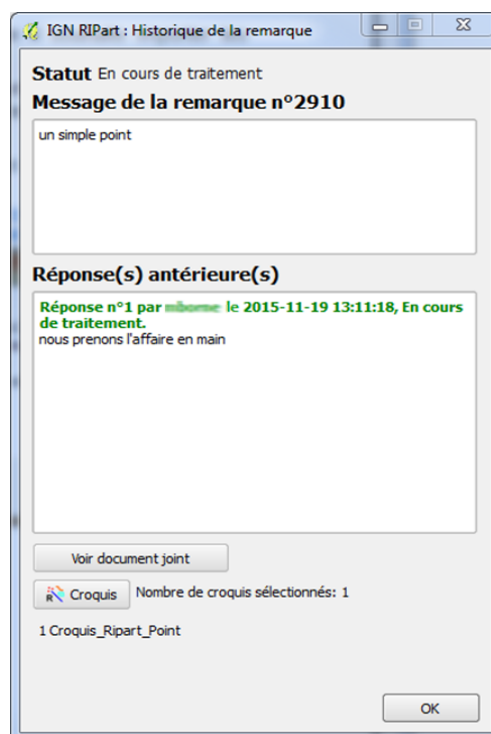 IGN RIPart : Historique de la remarque
Statut En cours de traitement
Message de la remarque n°2910
un simple point
Réponse(s) antérieure(s)
Réponse n°1 par le 2015-11-19 13:11:18, En cours
de traitement.
nous prenons l'affaire en main
Voir document joint
Croquis Nombre de croquis sélectionnés: 1
1 Croquis_Ripart_Point
OK